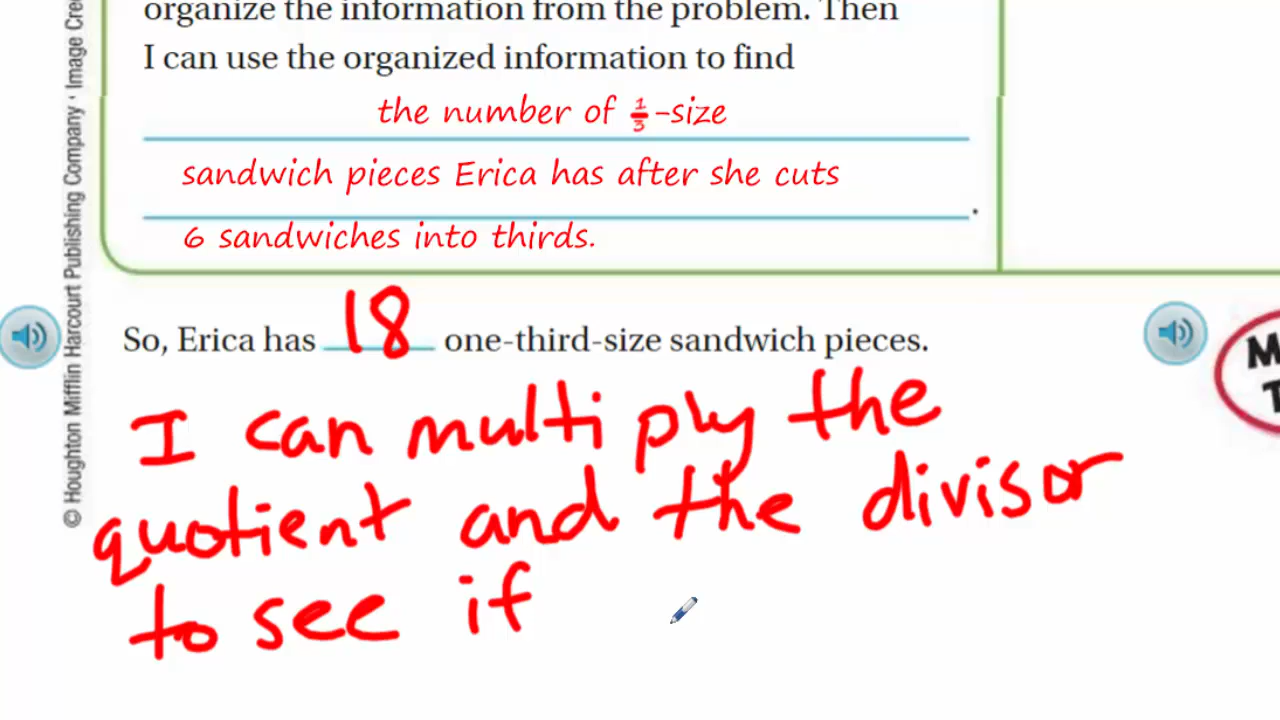 organize the information from the problem. Then
I can use the organized information to find
the number of 1/3-size
sandwich pieces Erica has after she cuts
.
6 sandwiches into thirds.
So, Erica has 18 one-third-size sandwich pieces.
I can multiply the
quotient and the divisor
to see if
© Houghton Mifflin Harcourt Publishing Company · Image Cre